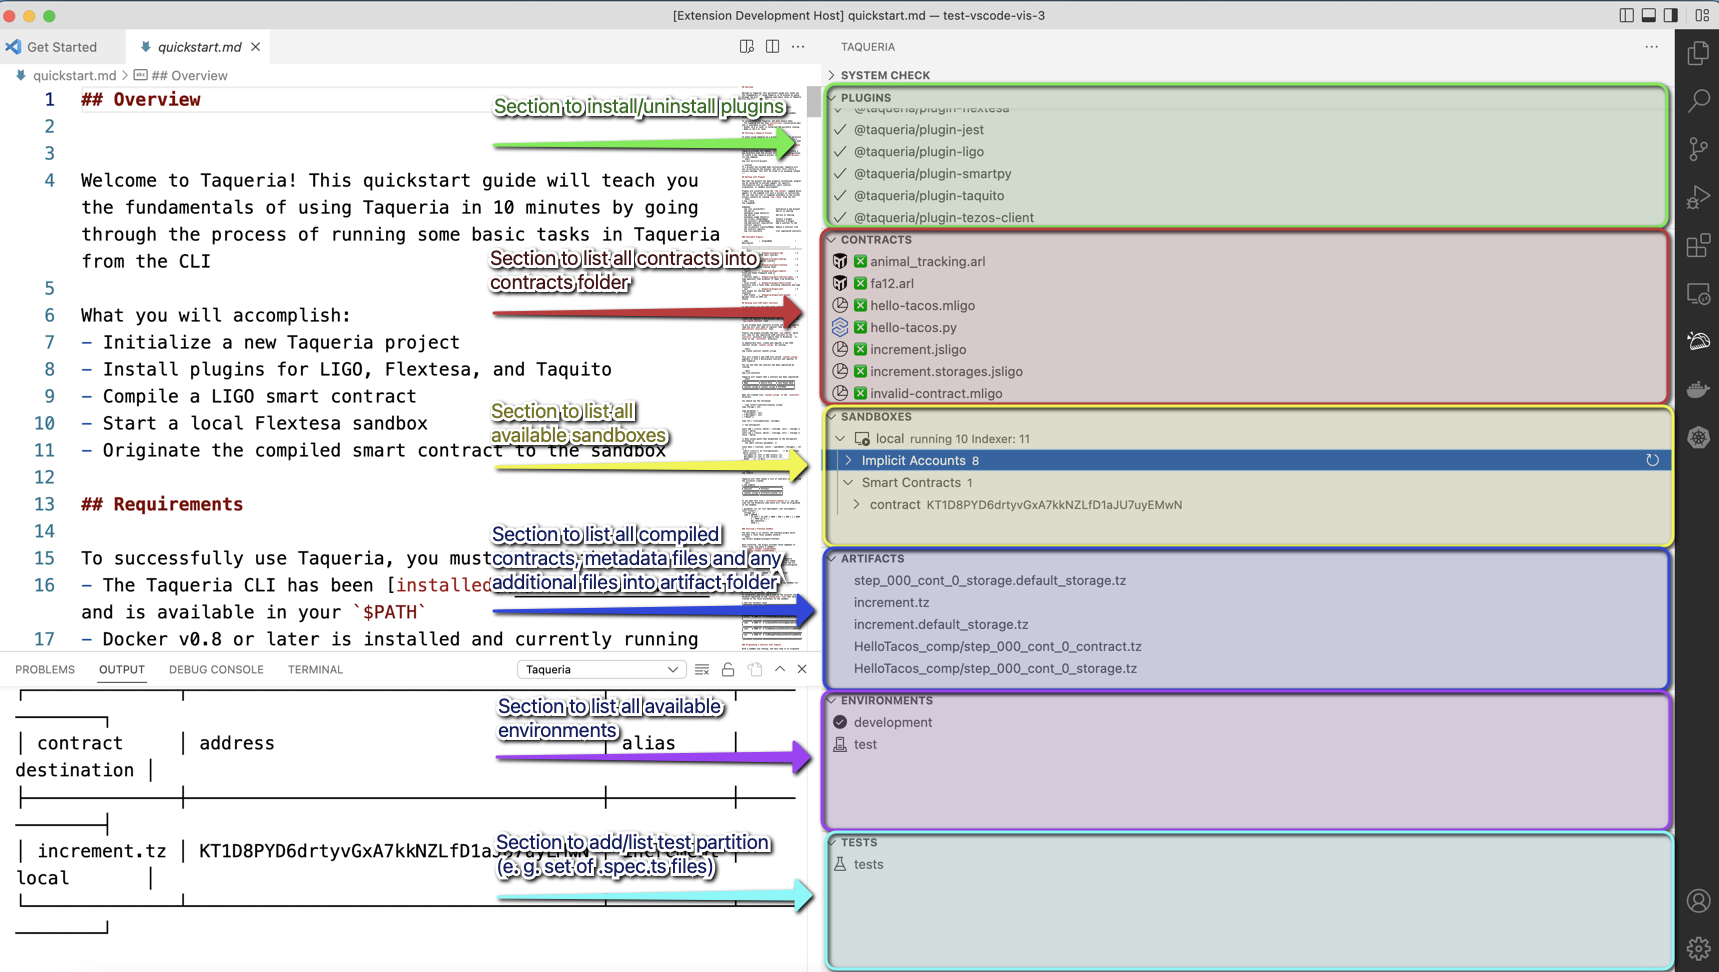 [Extension Development Host] quickstart.md — test-vscode-vis-3
Get Started
quickstart.md
quickstart.md > ## Overview
1 ## Overview
2
3
4 Welcome to Taqueria! This quickstart guide will teach you
the fundamentals of using Taqueria in 10 minutes by going
through the process of running some basic tasks in Taqueria
from the CLI
5
6 What you will accomplish:
7 - Initialize a new Taqueria project
8 - Install plugins for LIGO, Flextesa, and Taquito
9 - Compile a LIGO smart contract
10 - Start a local Flextesa sandbox
11 - Originate the compiled smart contract to the sandbox
12
13 ## Requirements
14
15 To successfully use Taqueria, you must
16 - The Taqueria CLI has been [installed
and is available in your `$PATH`
17 - Docker v0.8 or later is installed and currently running
Section to install/uninstall plugins
Section to list all contracts into
contracts folder
Section to list all
available sandboxes
Section to list all compiled
contracts, metadata files and any
additional files into artifact folder
PROBLEMS
OUTPUT
DEBUG CONSOLE
TERMINAL
Taqueria
Section to list all available
environments
| contract | address alias |
destination |
| increment.tz | KT1D8PYD6drtyvGxA7kkNZLfD1aJU7uyEMwN increment
local |
Section to add/list test partition
(e. g. set of .spec.ts files)
TAQUERIA
SYSTEM CHECK
PLUGINS
@taqueria/plugin-flextesa
@taqueria/plugin-jest
@taqueria/plugin-ligo
@taqueria/plugin-smartpy
@taqueria/plugin-taquito
@taqueria/plugin-tezos-client
CONTRACTS
animal_tracking.arl
fa12.arl
hello-tacos.mligo
hello-tacos.py
increment.jsligo
increment.storages.jsligo
invalid-contract.mligo
SANDBOXES
local running 10 Indexer: 11
Implicit Accounts 8
Smart Contracts 1
contract KT1D8PYD6drtyvGxA7kkNZLfD1aJU7uyEMwN
ARTIFACTS
step_000_cont_0_storage.default_storage.tz
increment.tz
increment.default_storage.tz
HelloTacos_comp/step_000_cont_0_contract.tz
HelloTacos_comp/step_000_cont_0_storage.tz
ENVIRONMENTS
development
test
TESTS
tests